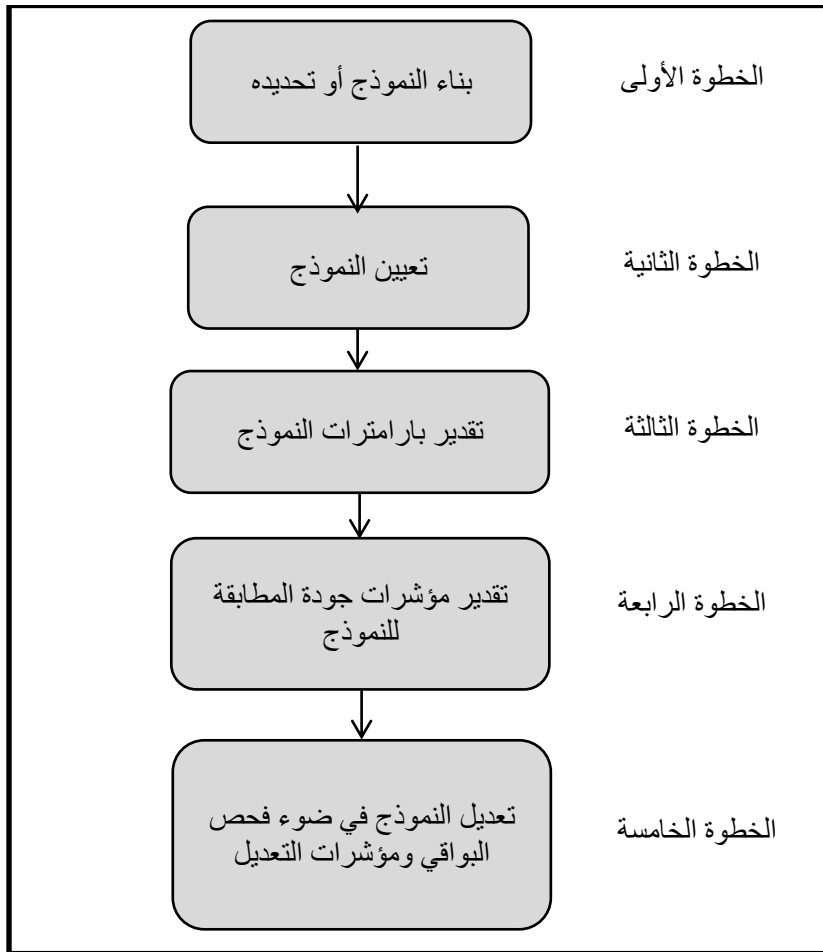 الخطوة الأولى
بناء النموذج أو تحديده
الخطوة الثانية
تعيين النموذج
الخطوة الثالثة
تقدير بارامترات النموذج
الخطوة الرابعة
تقدير مؤشرات جودة المطابقة
للنموذج
الخطوة الخامسة
تعديل النموذج في ضوء فحص
البواقي ومؤشرات التعديل